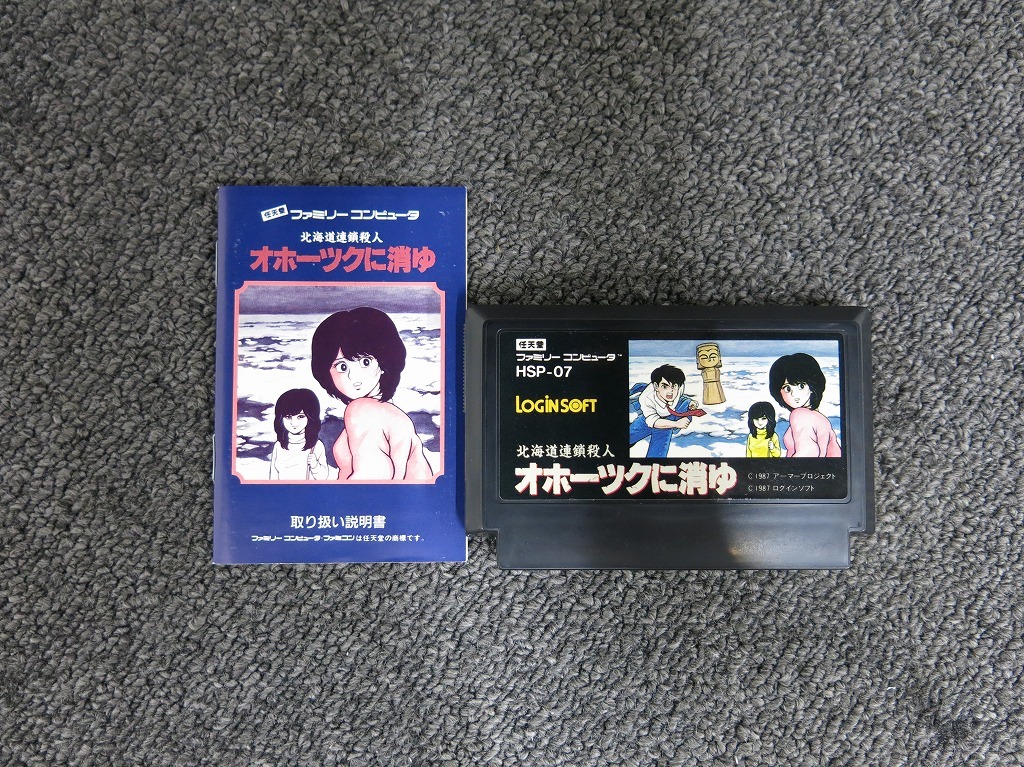 任天堂 ファミリー コンピュータ
北海道連鎖殺人
オホーツクに消ゆ
取り扱い説明書
ファミリー コンピュータ・ファミコンは任天堂の商標です。
任天堂
ファミリー コンピュータ™
HSP-07
LOGiN SOFT
北海道連鎖殺人
オホーツクに消ゆ
C 1987 アーマープロジェクト
C 1987 ログインソフト